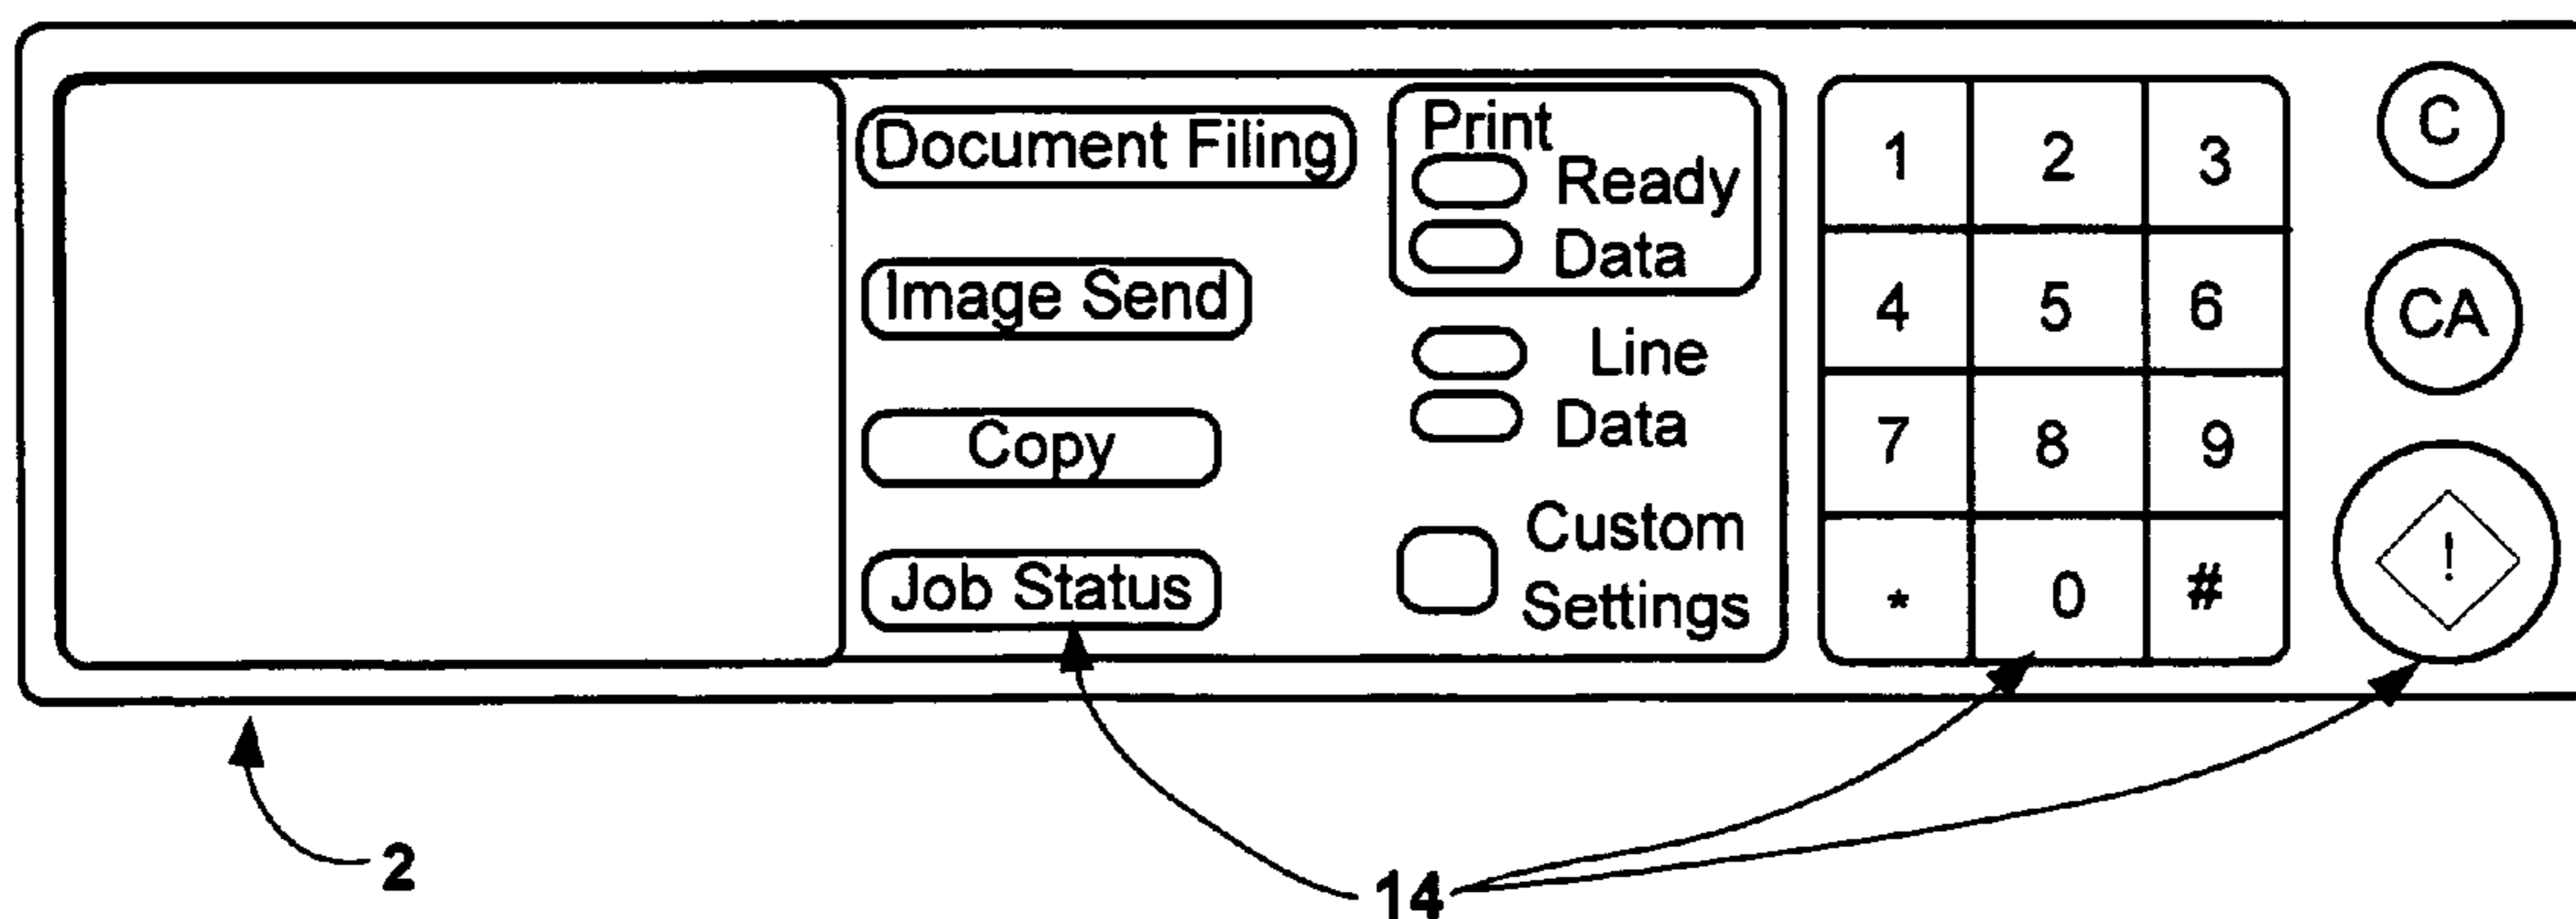 Document Filing
Image Send
Copy
Job Status
Print
Ready
Data
Line
Data
Custom
Settings
1 2 3
4 5 6
7 8 9
* 0 #
C
CA
!
2
14